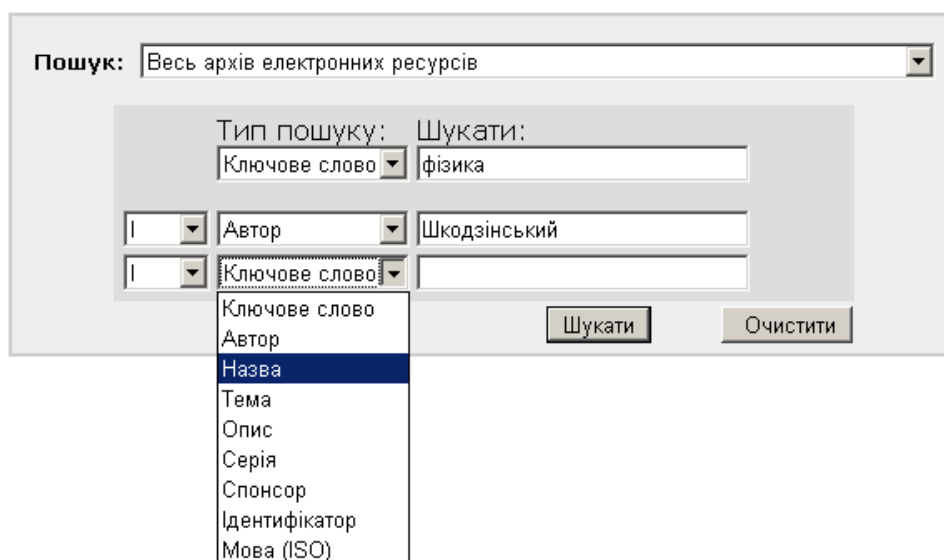 Пошук: Весь архів електронних ресурсів
Тип пошуку: Шукати:
Ключове слово фізика
І Автор Шкодзінський
І Ключове слово
Ключове слово
Автор
Шукати Очистити
Назва
Тема
Опис
Серія
Спонсор
Ідентифікатор
Мова (ISO)